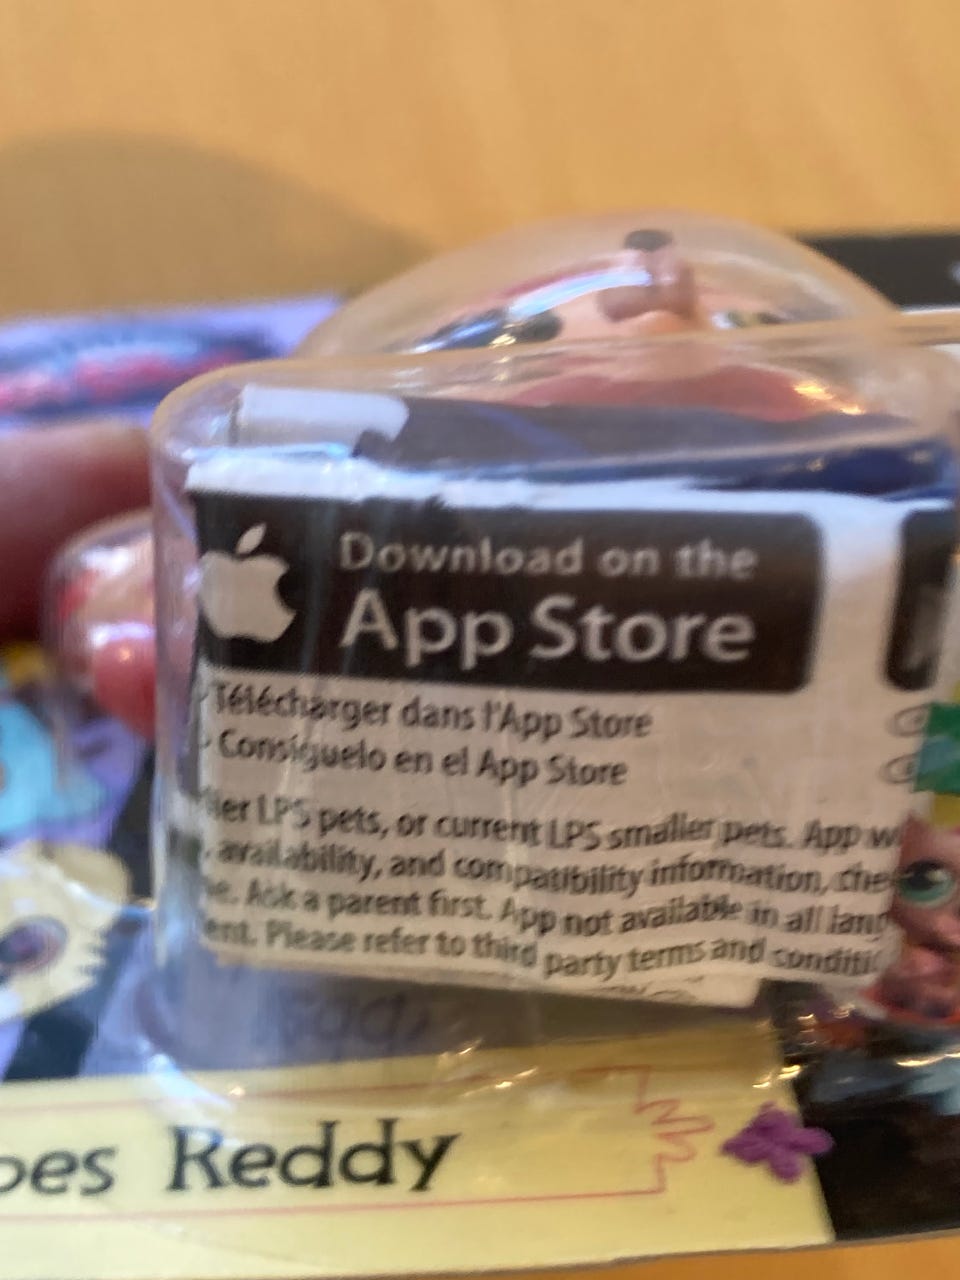 Download on the
App Store
Télécharger dans l'App Store
Consíguelo en el App Store
LPS pets, or current LPS smaller pets. App
availability, and compatibility information,
Ask a parent first. App not available in all
Please refer to third party terms and
Reddy